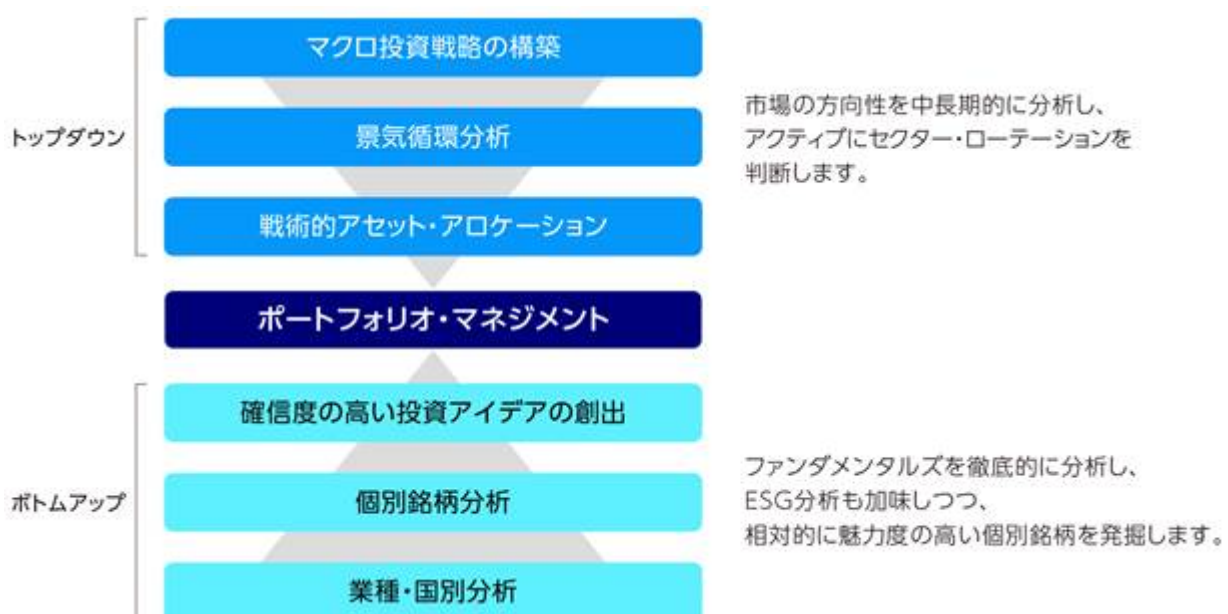 マクロ投資戦略の構築
トップダウン
景気循環分析
戦術的アセット・アロケーション
市場の方向性を中長期的に分析し、
アクティブにセクター・ローテーションを
判断します。
ポートフォリオ・マネジメント
確信度の高い投資アイデアの創出
ボトムアップ
個別銘柄分析
業種・国別分析
ファンダメンタルズを徹底的に分析し、
ESG分析も加味しつつ、
相対的に魅力度の高い個別銘柄を発掘します。